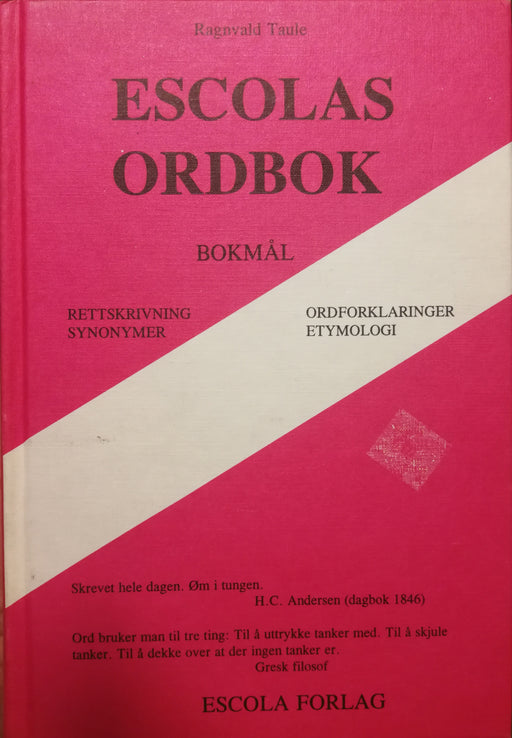 Ragnvald Taule
ESCOLAS
ORDBOK
BOKMÅL
RETTSKRIVNING
SYNONYMER
ORDFORKLARINGER
ETYMOLOGI
Skrevet hele dagen. Øm i tungen.
H.C. Andersen (dagbok 1846)
Ord bruker man til tre ting: Til å uttrykke tanker med. Til å skjule
tanker. Til å dekke over at der ingen tanker er.
Gresk filosof
ESCOLA FORLAG